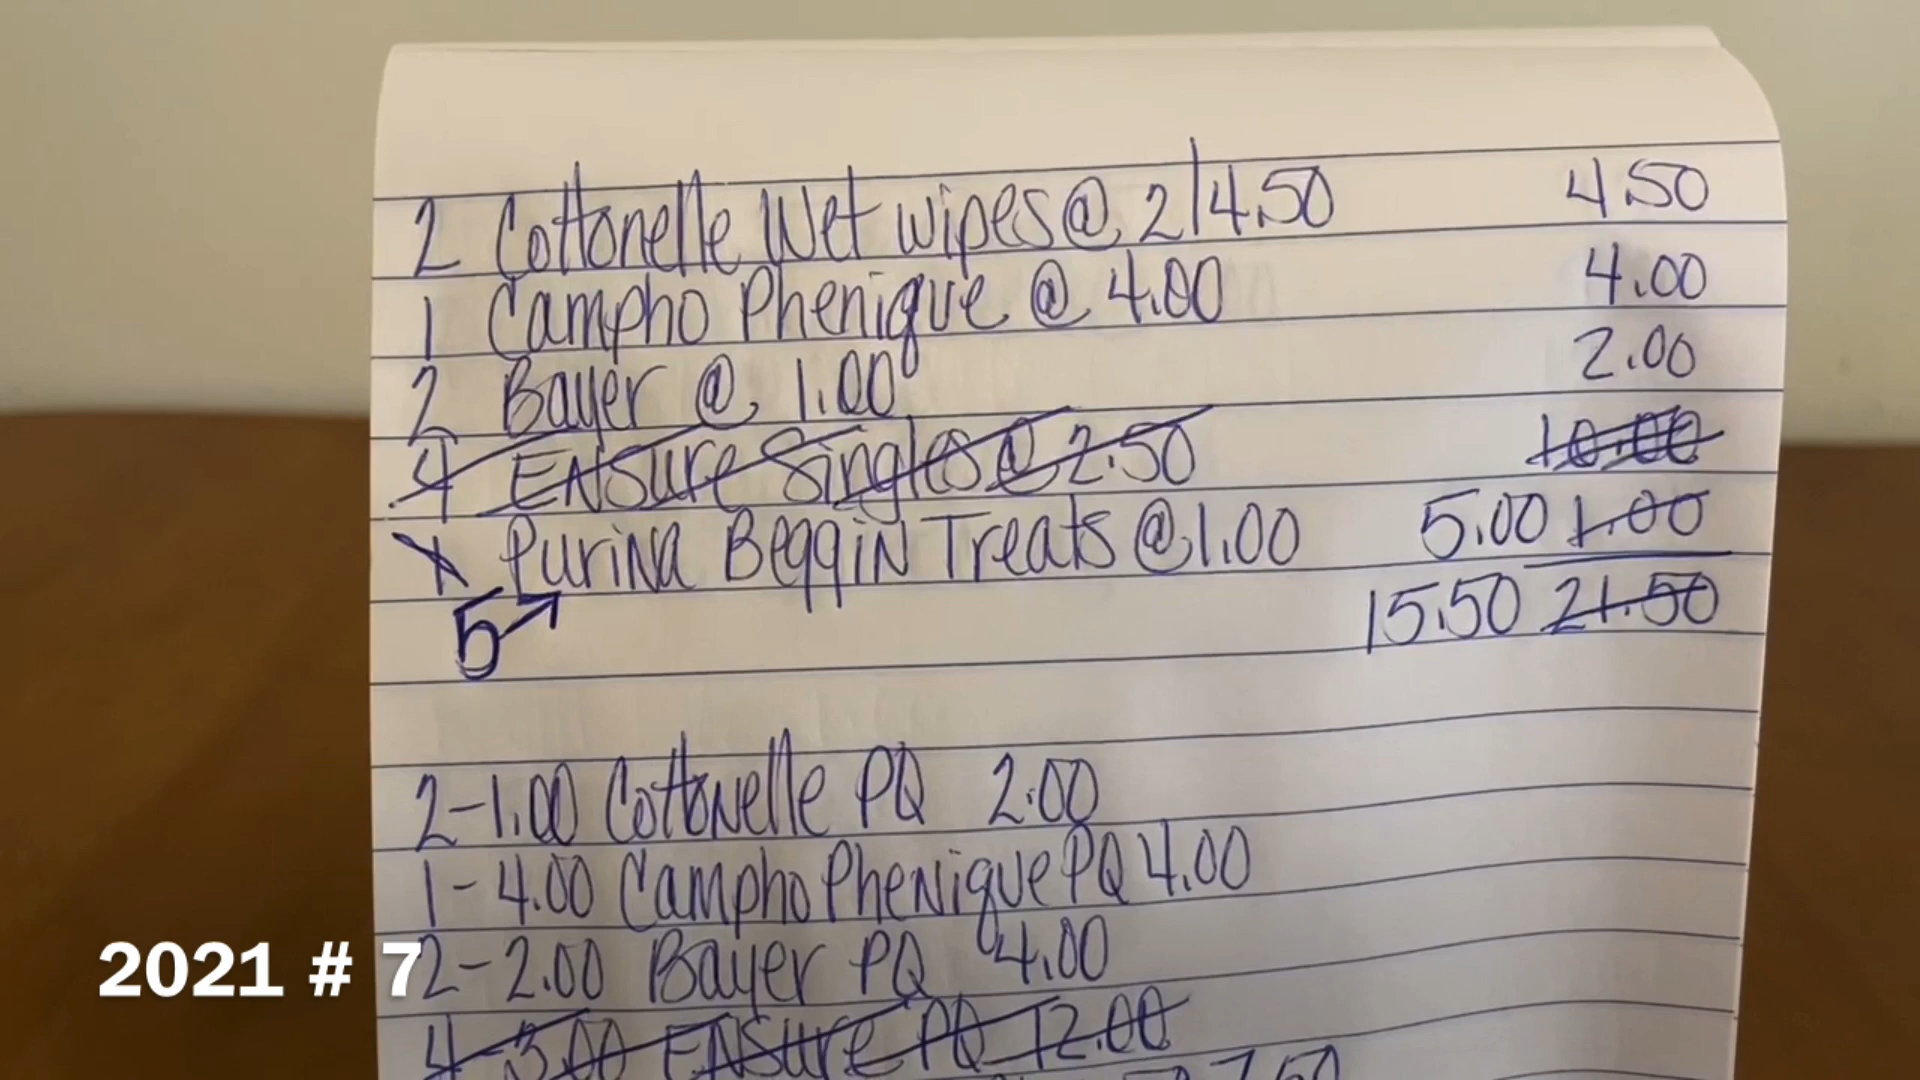 2 Cottonelle Wet wipes @ 2/4.50 4.50
1 Campho Phenique @ 4.00 4.00
2 Bayer @ 1.00 2.00
4 Ensure Singles @ 2.50 10.00
1 Purina Beggin Treats @ 1.00 5.00 1.00
5 15.50 21.50
2-1.00 Cottonelle PQ 2.00
1-4.00 Campho Phenique PQ 4.00
2-2.00 Bayer PQ 4.00
4-3.00 Ensure PQ 12.00
2021 # 7